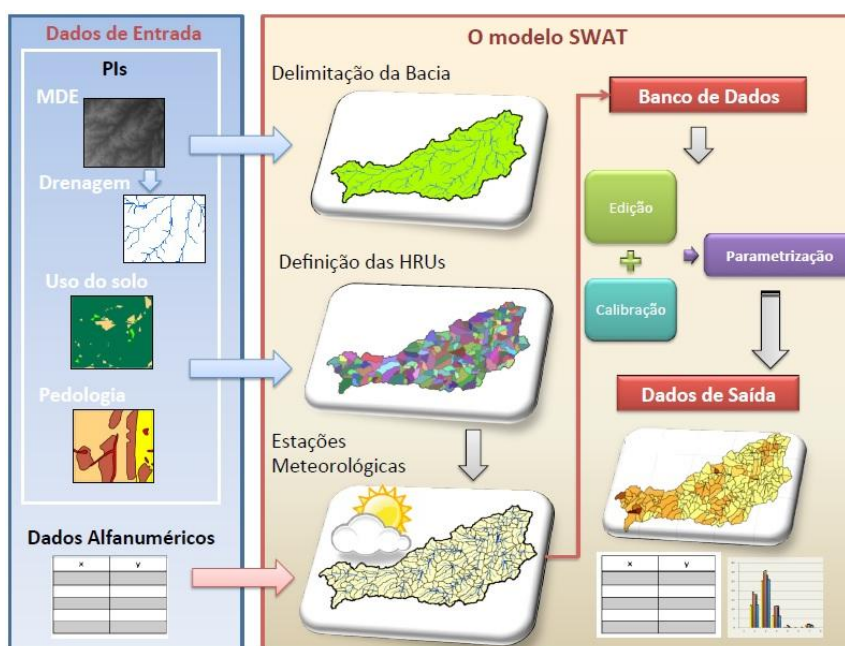 Dados de Entrada
PIs
MDE
Drenagem
Uso do solo
Pedologia
Dados Alfanuméricos
x y
O modelo SWAT
Delimitação da Bacia
Definição das HRUs
Estações
Meteorológicas
Banco de Dados
Edição
Calibração
Parametrização
Dados de Saída
x y